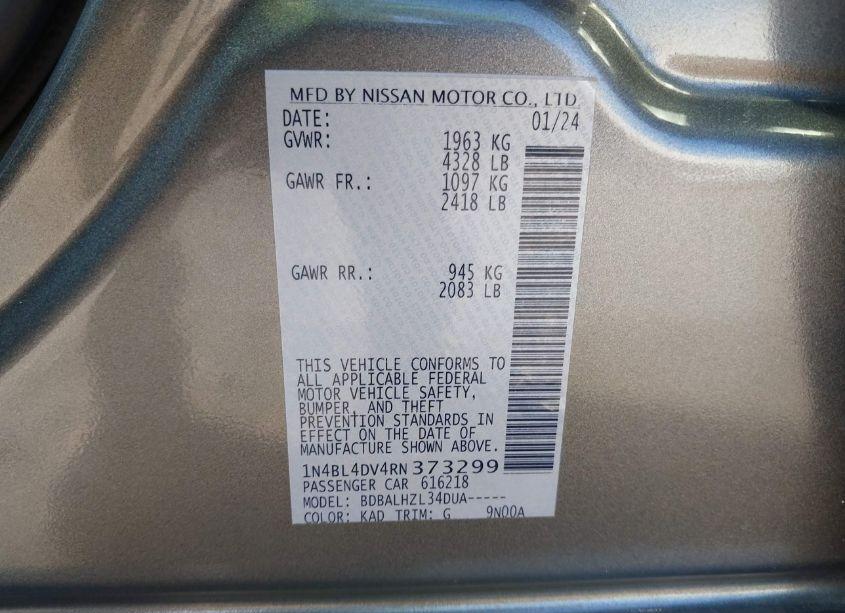 MFD BY NISSAN MOTOR CO., LTD
DATE: 01/24
GVWR: 1963 KG
4328 LB
GAWR FR.: 1097 KG
2418 LB
GAWR RR.: 945 KG
2083 LB
THIS VEHICLE CONFORMS TO
ALL APPLICABLE FEDERAL
MOTOR VEHICLE SAFETY,
BUMPER, AND THEFT
PREVENTION STANDARDS IN
EFFECT ON THE DATE OF
MANUFACTURE SHOWN ABOVE.
1N4BL4DV4RN373299
PASSENGER CAR 616218
MODEL: BDBALHZL34DUA-----
COLOR: KAD TRIM: G 9N00A